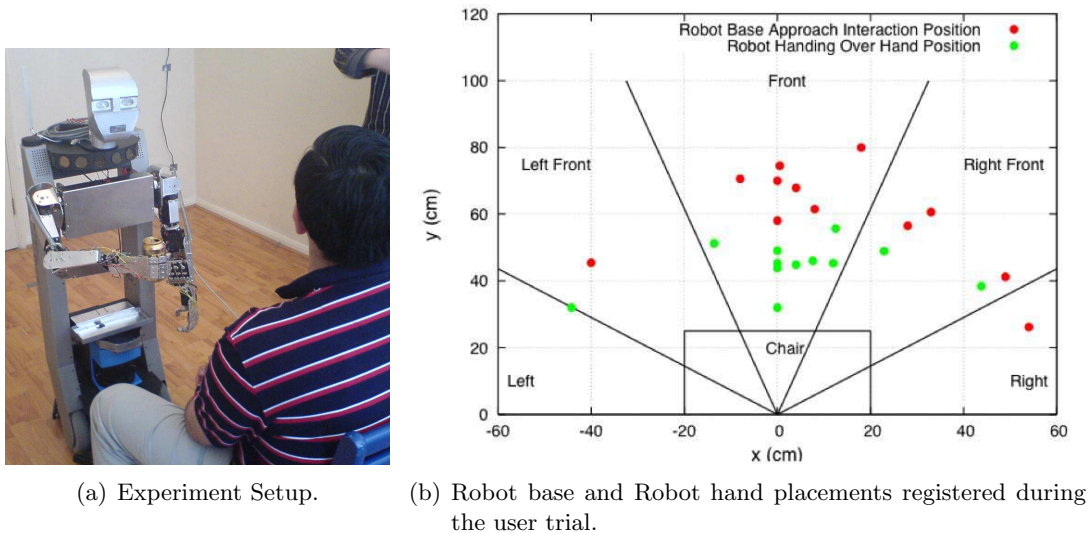 Robot Base Approach Interaction Position
Robot Handing Over Hand Position
120
100
80
60
40
20
0
y (cm)
Front
Left Front
Right Front
Chair
Left
Right
-60
-40
-20
0
20
40
60
x (cm)
(a) Experiment Setup.
(b) Robot base and Robot hand placements registered during
the user trial.